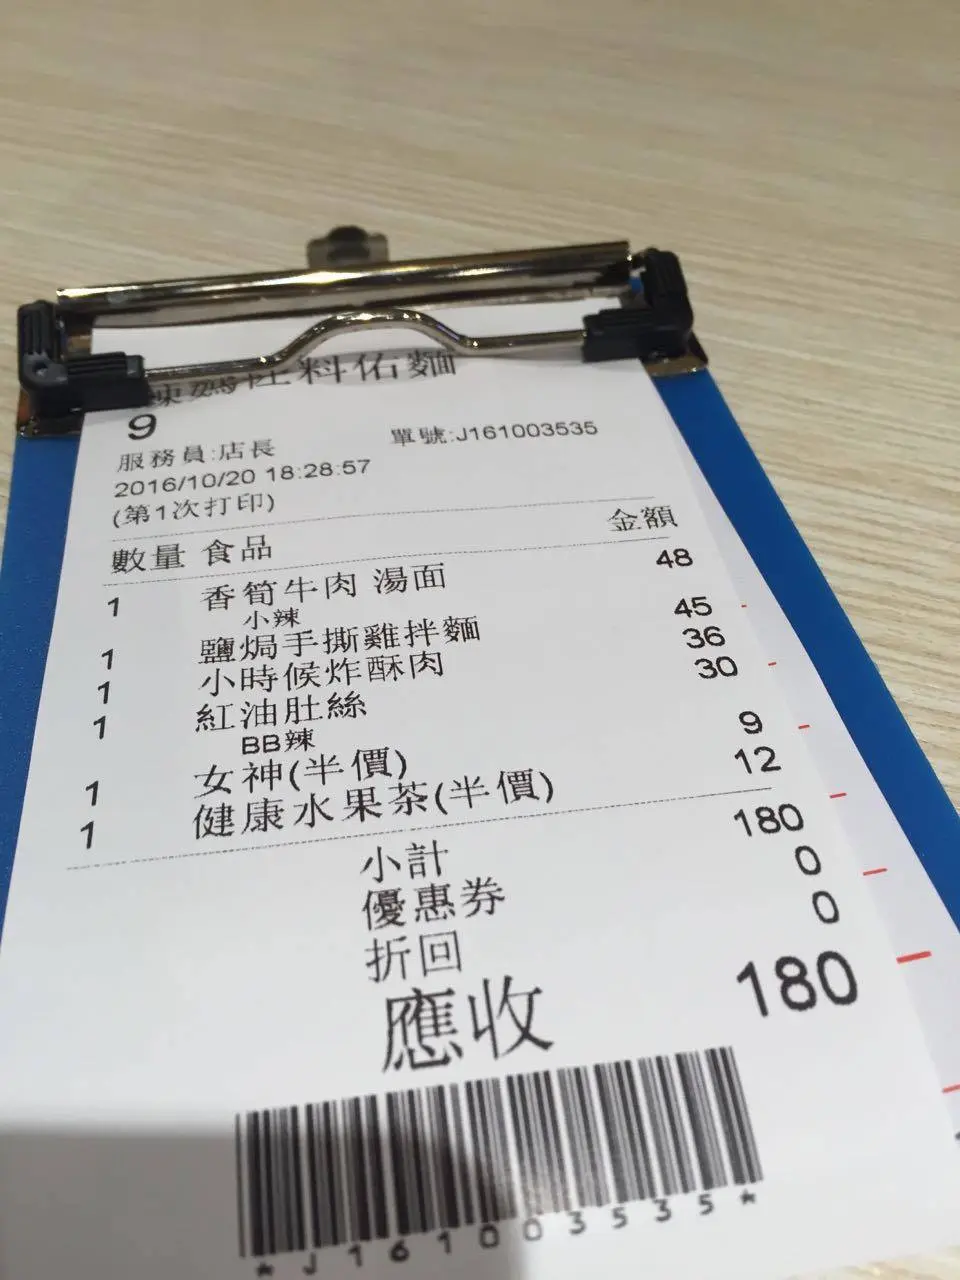 料佑麵
9
服務員:店長 單號:J161003535
2016/10/20 18:28:57
(第1次打印)
數量 食品 金額
1 香筍牛肉 湯面 48
小辣
1 鹽焗手撕雞拌麵 45
1 小時候炸酥肉 36
1 紅油肚絲 30
BB辣
1 女神(半價) 9
1 健康水果茶(半價) 12
小計 180
優惠券 0
折回 0
應收 180
*J161003535*